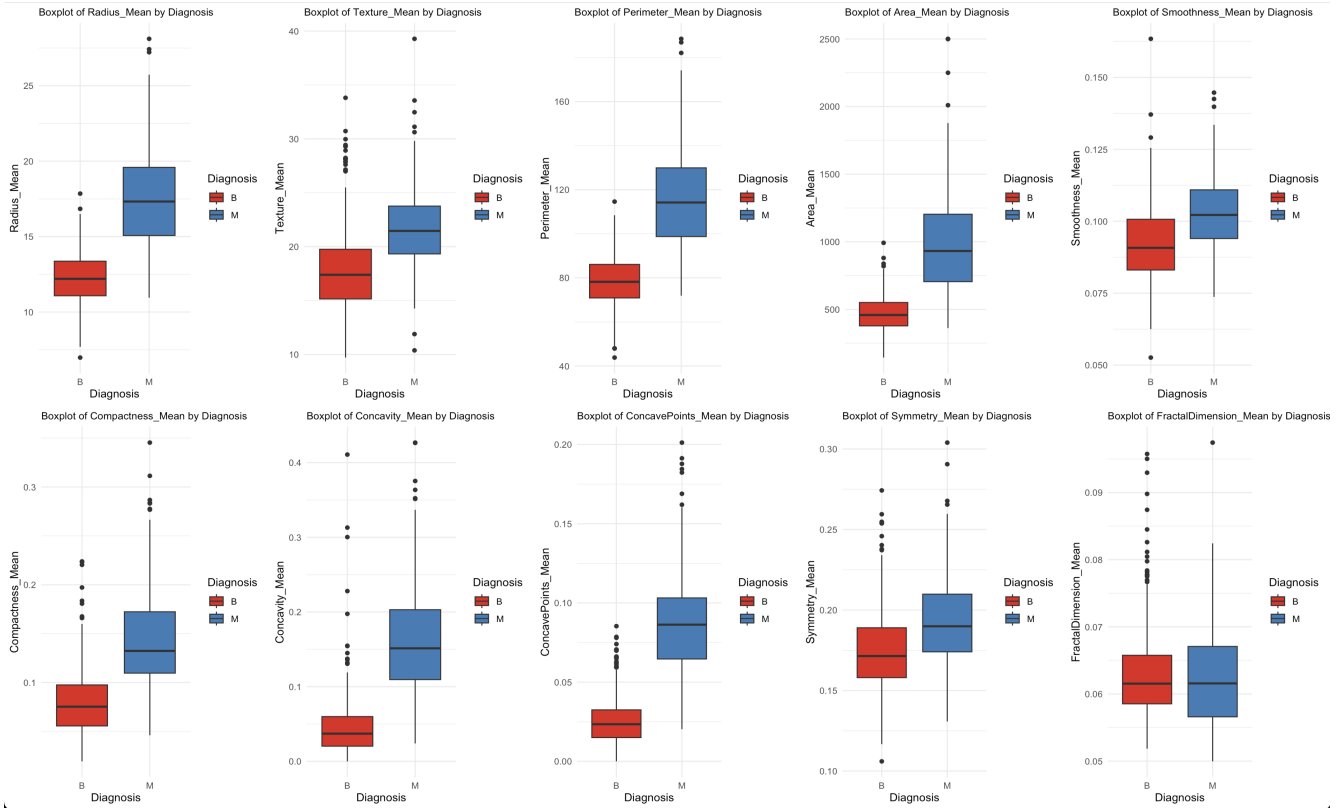 Boxplot of Radius_Mean by Diagnosis
Radius_Mean
25
20
15
10
B
M
Diagnosis
Diagnosis
B
M
Boxplot of Texture_Mean by Diagnosis
Texture_Mean
40
30
20
10
B
M
Diagnosis
Diagnosis
B
M
Boxplot of Perimeter_Mean by Diagnosis
Perimeter_Mean
160
120
80
40
B
M
Diagnosis
Diagnosis
B
M
Boxplot of Area_Mean by Diagnosis
Area_Mean
2500
2000
1500
1000
500
B
M
Diagnosis
Diagnosis
B
M
Boxplot of Smoothness_Mean by Diagnosis
Smoothness_Mean
0.150
0.125
0.100
0.075
0.050
B
M
Diagnosis
Diagnosis
B
M
Boxplot of Compactness_Mean by Diagnosis
Compactness_Mean
0.3
0.2
0.1
B
M
Diagnosis
Diagnosis
B
M
Boxplot of Concavity_Mean by Diagnosis
Concavity_Mean
0.4
0.3
0.2
0.1
0.0
B
M
Diagnosis
Diagnosis
B
M
Boxplot of ConcavePoints_Mean by Diagnosis
ConcavePoints_Mean
0.20
0.15
0.10
0.05
0.00
B
M
Diagnosis
Diagnosis
B
M
Boxplot of Symmetry_Mean by Diagnosis
Symmetry_Mean
0.30
0.25
0.20
0.15
0.10
B
M
Diagnosis
Diagnosis
B
M
Boxplot of FractalDimension_Mean by Diagnosis
FractalDimension_Mean
0.09
0.08
0.07
0.06
0.05
B
M
Diagnosis
Diagnosis
B
M